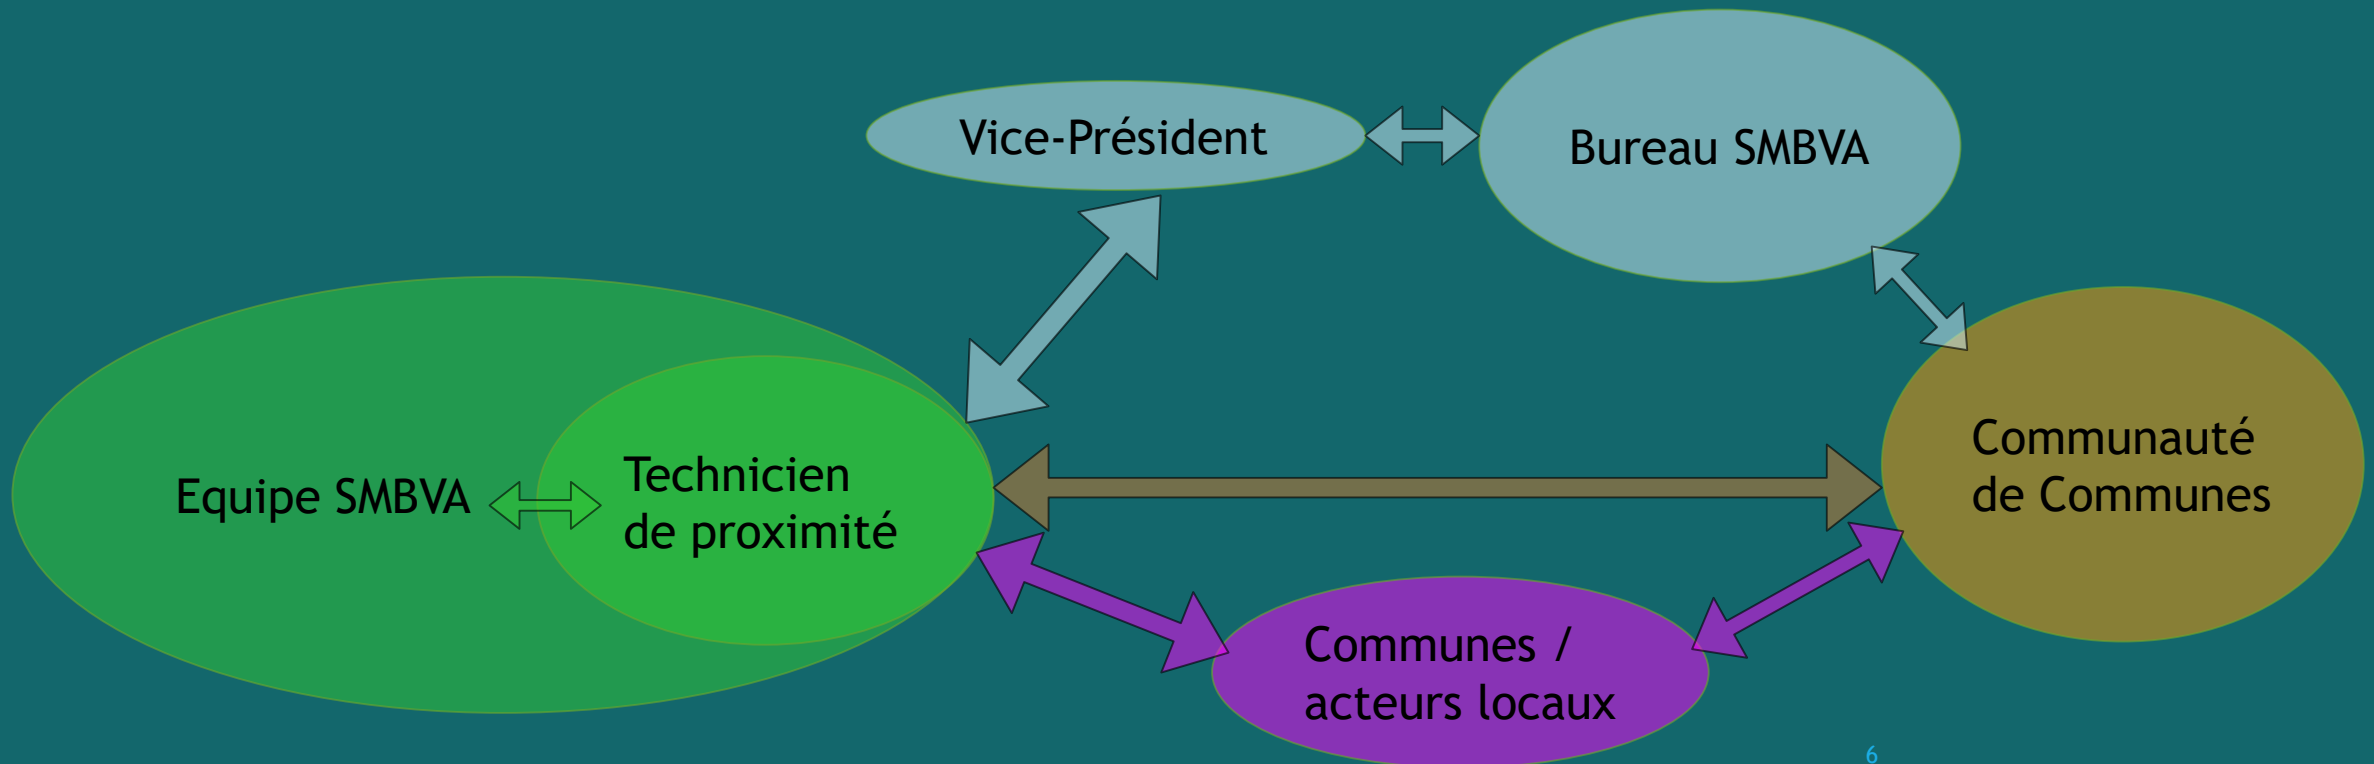 Vice-Président
Bureau SMBVA
Equipe SMBVA
Technicien
de proximité
Communauté
de Communes
Communes /
acteurs locaux
6